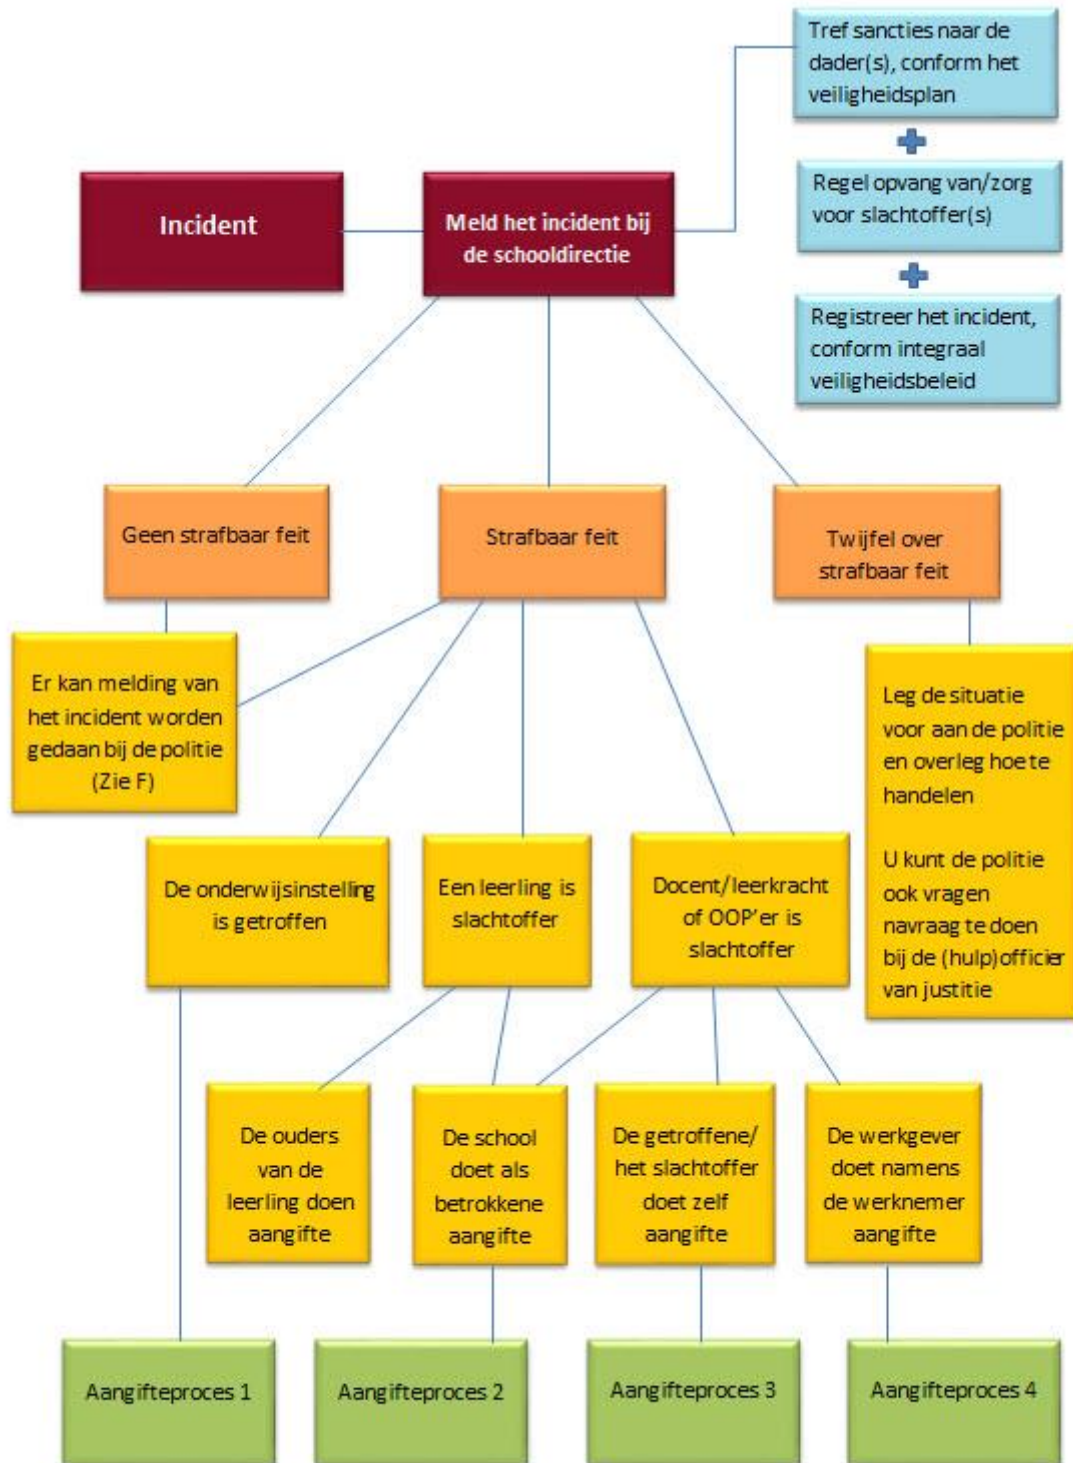 Tref sancties naar de
dader(s), conform het
veiligheidsplan
Regel opvang van/zorg
voor slachtoffer(s)
Registreer het incident,
conform integraal
veiligheidsbeleid
Incident
Meld het incident bij
de schooldirectie
Geen strafbaar feit
Strafbaar feit
Twijfel over
strafbaar feit
Er kan melding van
het incident worden
gedaan bij de politie
(Zie F)
Leg de situatie
voor aan de politie
en overleg hoe te
handelen
U kunt de politie
ook vragen
navraag te doen
bij de (hulp)officier
van justitie
De onderwijsinstelling
is getroffen
Een leerling is
slachtoffer
Docent/leerkracht
of OOP'er is
slachtoffer
De ouders
van de
leerling doen
aangifte
De school
doet als
betrokkene
aangifte
De getroffene/
het slachtoffer
doet zelf
aangifte
De werkgever
doet namens
de werknemer
aangifte
Aangifteproces 1
Aangifteproces 2
Aangifteproces 3
Aangifteproces 4